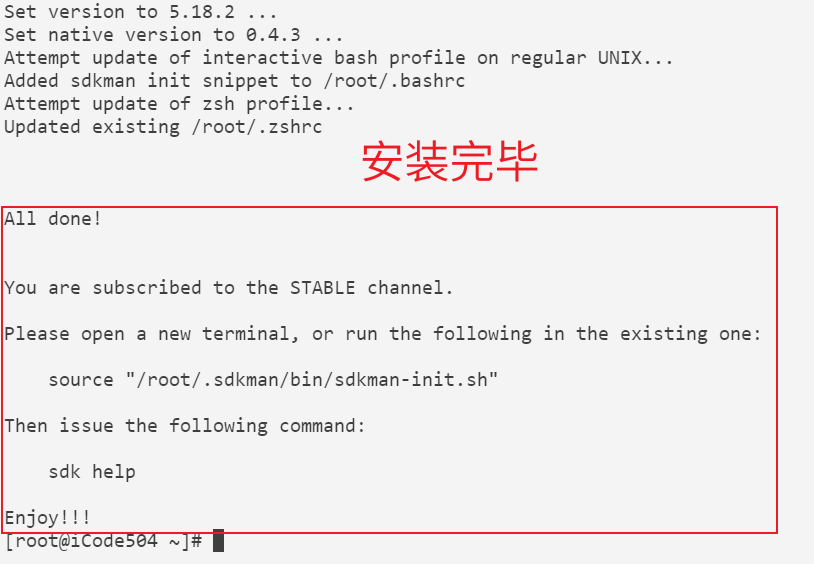 Set version to 5.18.2 ...
Set native version to 0.4.3 ...
Attempt update of interactive bash profile on regular UNIX...
Added sdkman init snippet to /root/.bashrc
Attempt update of zsh profile...
Updated existing /root/.zshrc
安装完毕
All done!
You are subscribed to the STABLE channel.
Please open a new terminal, or run the following in the existing one:
source "/root/.sdkman/bin/sdkman-init.sh"
Then issue the following command:
sdk help
Enjoy!!!
[root@iCode504 ~]#